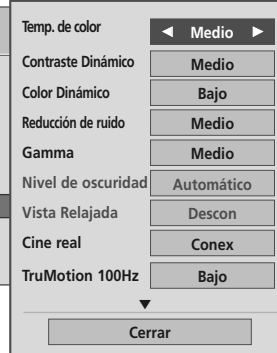 Temp. de color ◀ Medio ▶
Contraste Dinámico Medio
Color Dinámico Bajo
Reducción de ruido Medio
Gamma Medio
Nivel de oscuridad Automático
Vista Relajada Descon
Cine real Conex
TruMotion 100Hz Bajo
▼
Cerrar